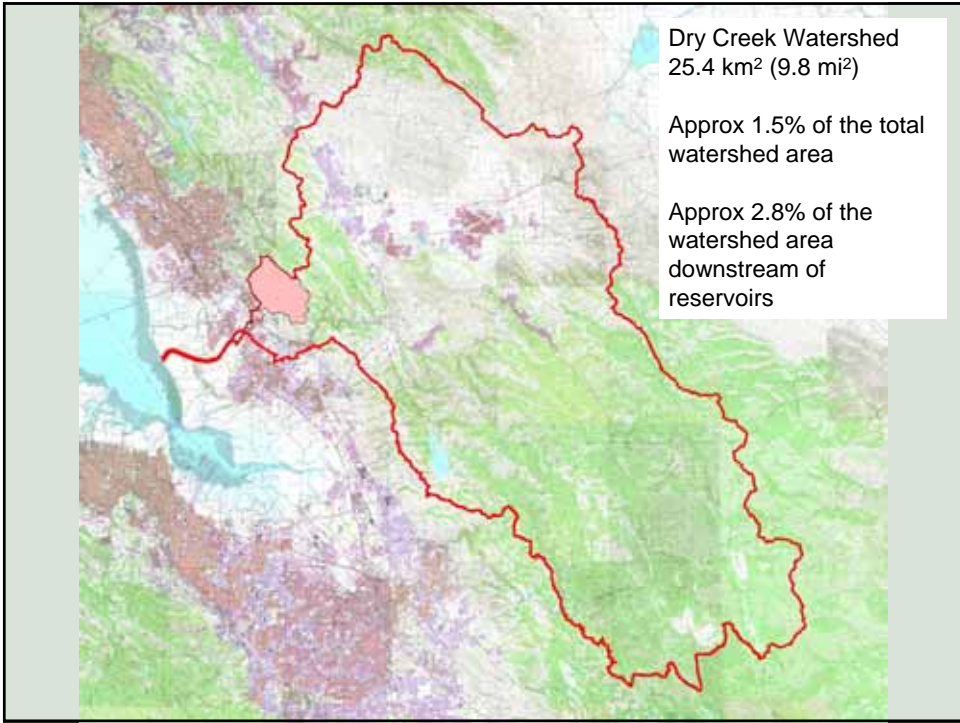 Dry Creek Watershed
25.4 km² (9.8 mi²)
Approx 1.5% of the total
watershed area
Approx 2.8% of the
watershed area
downstream of
reservoirs